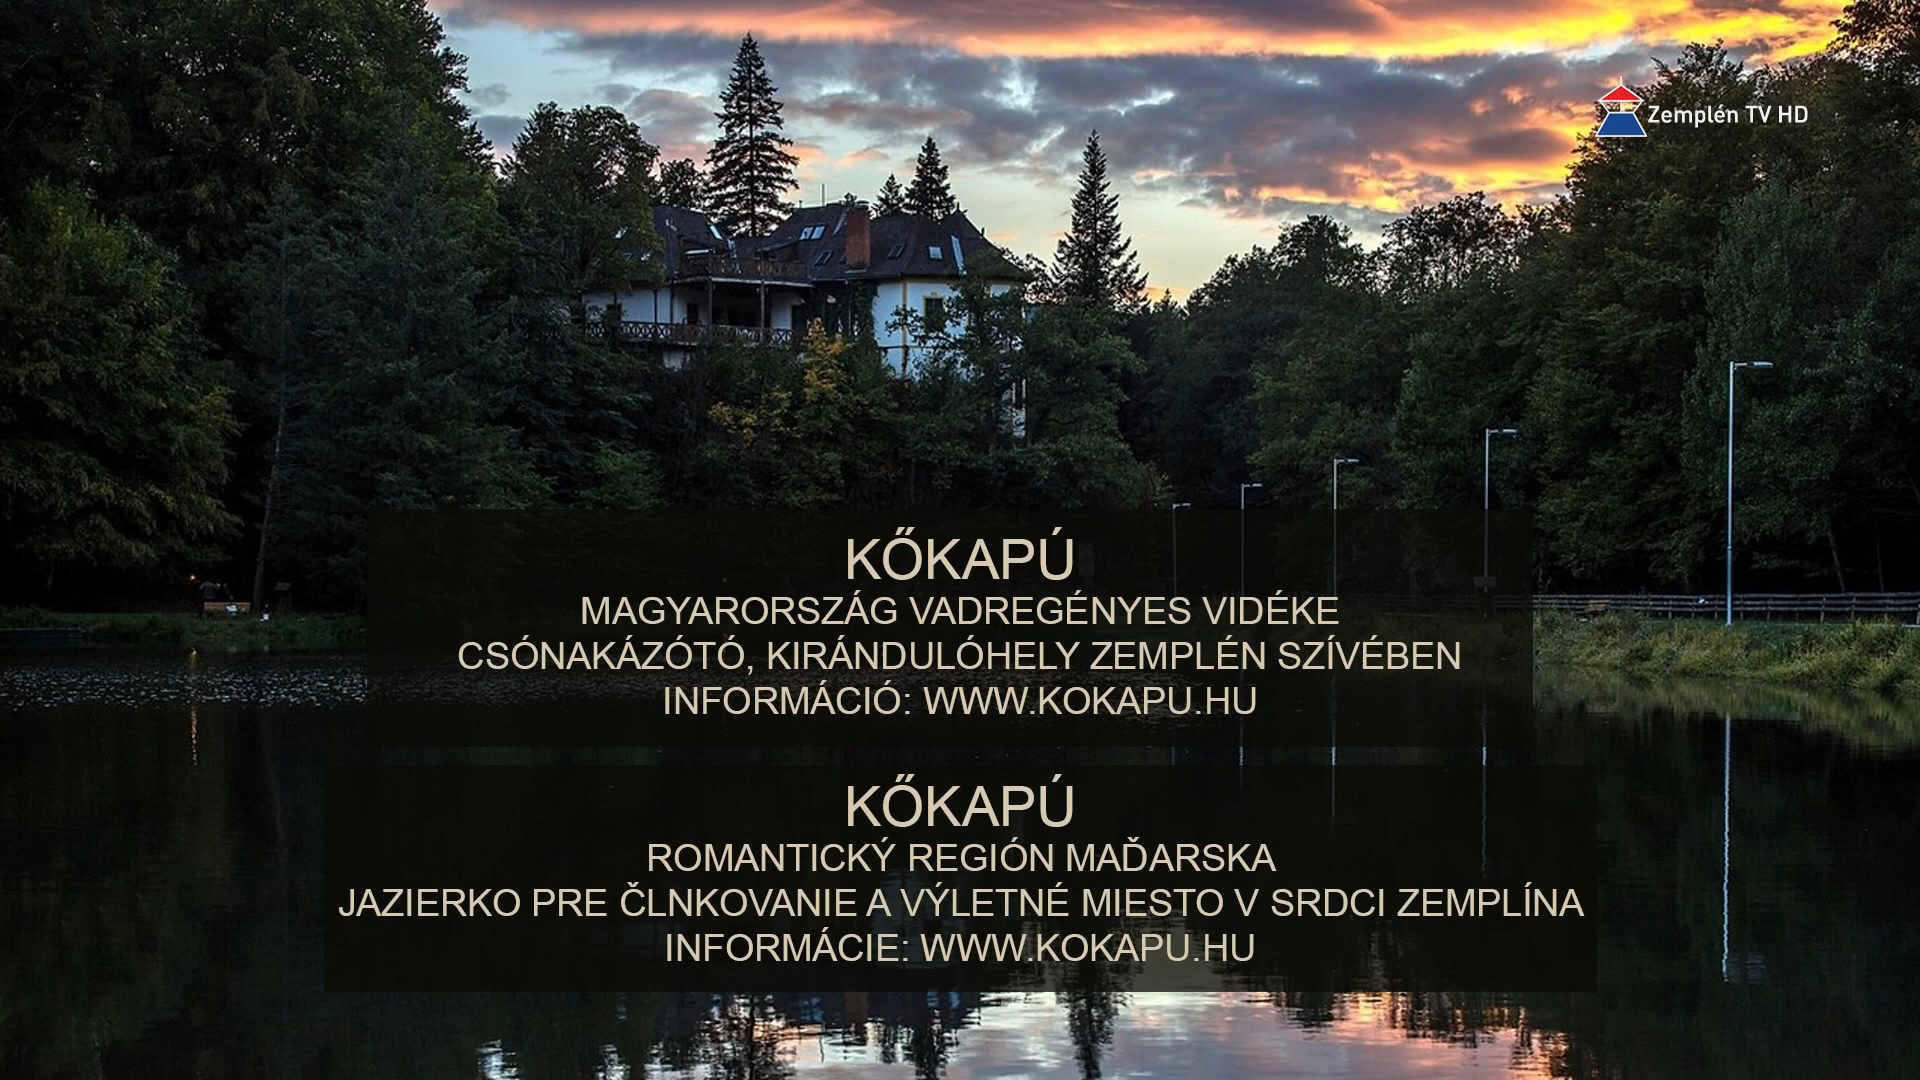 Zemplén TV HD
KŐKAPÚ
MAGYARORSZÁG VADREGÉNYES VIDÉKE
CSÓNAKÁZÓTÓ, KIRÁNDULÓHELY ZEMPLÉN SZÍVÉBEN
INFORMÁCIÓ: WWW.KOKAPU.HU
KŐKAPÚ
ROMANTICKÝ REGIÓN MAĎARSKA
JAZIERKO PRE ČLNKOVANIE A VÝLETNÉ MIESTO V SRDCI ZEMPLÍNA
INFORMÁCIE: WWW.KOKAPU.HU